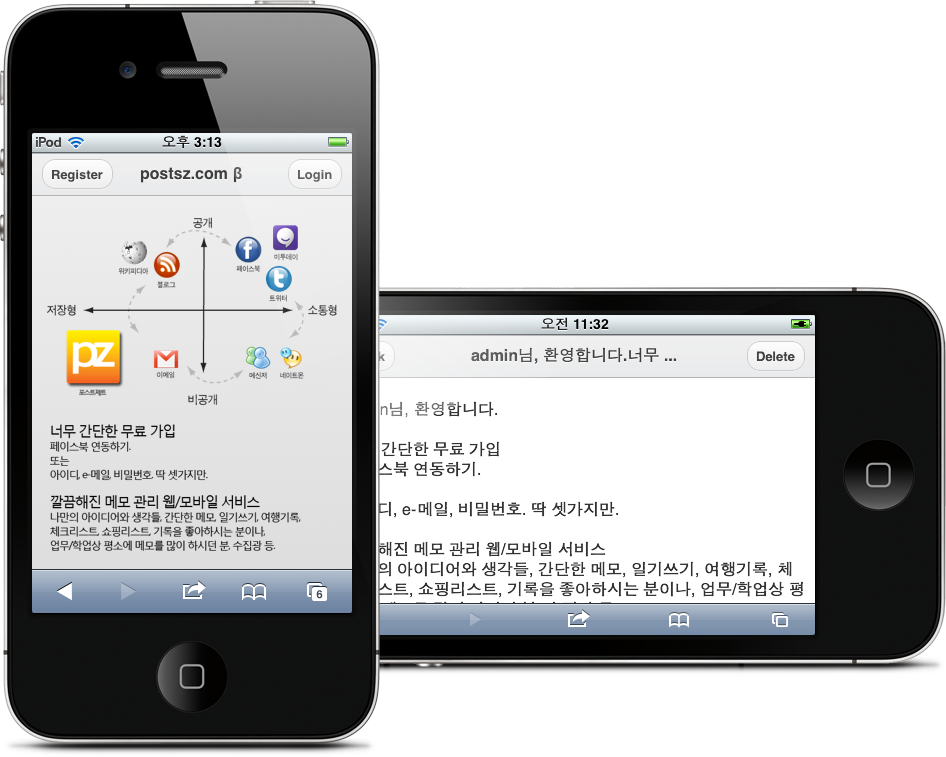 iPod 오후 3:13
Register postsz.com β Login
공개
위키피디아
블로그
f
페이스북
미투데이
t
트위터
저장형
소통형
pz
포스트제트
이메일
메신저
네이트온
비공개
너무 간단한 무료 가입
페이스북 연동하기.
또는
아이디, e-메일, 비밀번호. 딱 셋가지만.
깔끔해진 메모 관리 웹/모바일 서비스
나만의 아이디어와 생각들, 간단한 메모, 일기쓰기, 여행기록,
체크리스트, 쇼핑리스트, 기록을 좋아하시는 분이나,
업무/학업상 평소에 메모를 많이 하시던 분. 수집광 등.
6
오전 11:32
k admin님, 환영합니다.너무 ... Delete
n님, 환영합니다.
간단한 무료 가입
스북 연동하기.
디, e-메일, 비밀번호. 딱 셋가지만.
해진 메모 관리 웹/모바일 서비스
의 아이디어와 생각들, 간단한 메모, 일기쓰기, 여행기록, 체
스트, 쇼핑리스트, 기록을 좋아하시는 분이나, 업무/학업상 평